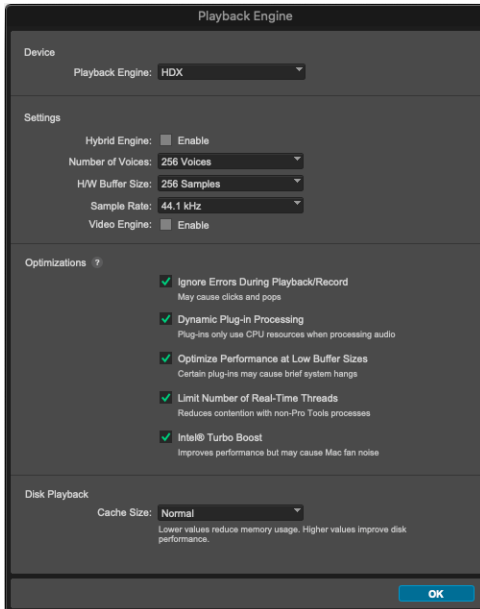 Playback Engine
Device
Playback Engine: HDX
Settings
Hybrid Engine: Enable
Number of Voices: 256 Voices
H/W Buffer Size: 256 Samples
Sample Rate: 44.1 kHz
Video Engine: Enable
Optimizations ?
Ignore Errors During Playback/Record
May cause clicks and pops
Dynamic Plug-in Processing
Plug-ins only use CPU resources when processing audio
Optimize Performance at Low Buffer Sizes
Certain plug-ins may cause brief system hangs
Limit Number of Real-Time Threads
Reduces contention with non-Pro Tools processes
Intel® Turbo Boost
Improves performance but may cause Mac fan noise
Disk Playback
Cache Size: Normal
Lower values reduce memory usage. Higher values improve disk
performance.
OK